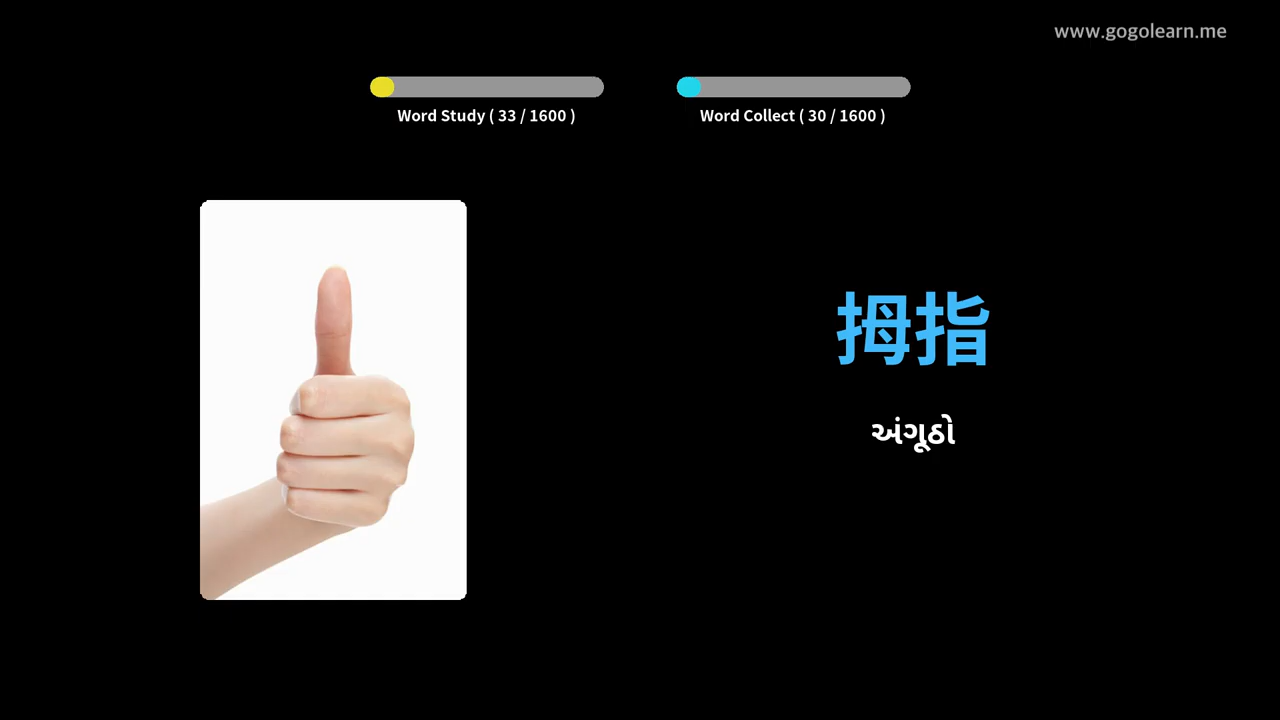 www.gogolearn.me
Word Study ( 33 / 1600 )
Word Collect ( 30 / 1600 )
拇指
અંગૂઠો